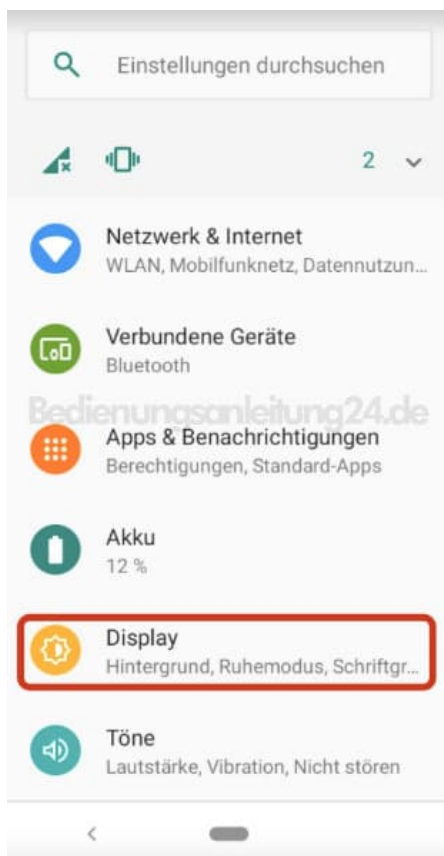 Einstellungen durchsuchen
2
Netzwerk & Internet
WLAN, Mobilfunknetz, Datennutzun...
Verbundene Geräte
Bluetooth
Bedienungsanleitung24.de
Apps & Benachrichtigungen
Berechtigungen, Standard-Apps
Akku
12 %
Display
Hintergrund, Ruhemodus, Schriftgr...
Töne
Lautstärke, Vibration, Nicht stören